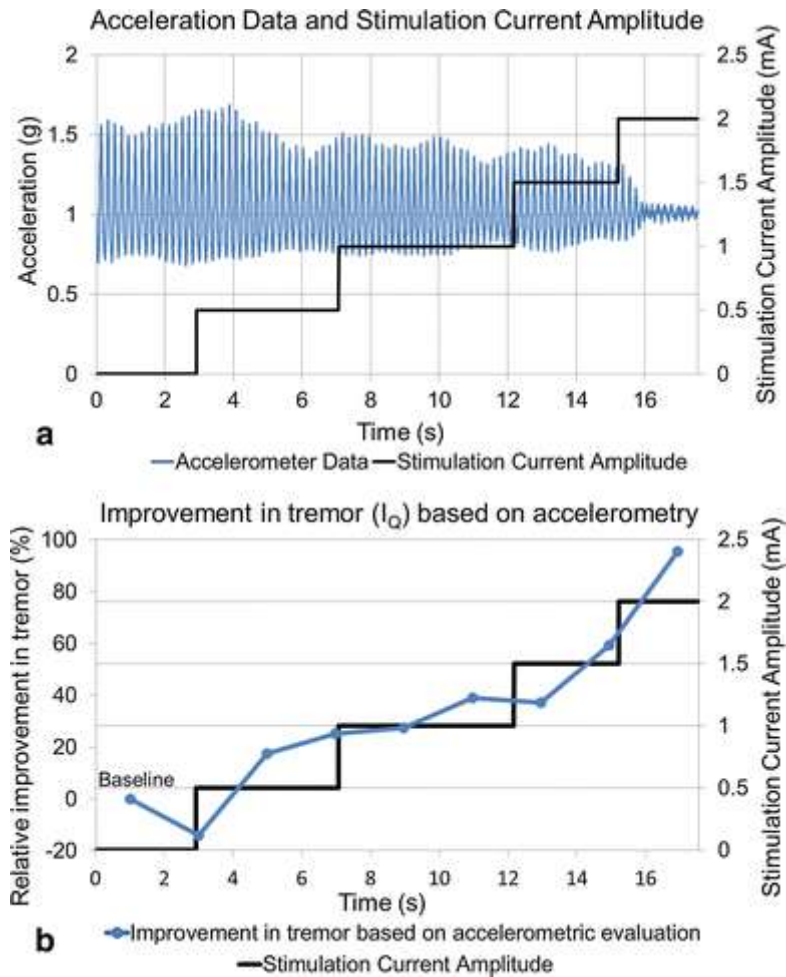 Acceleration Data and Stimulation Current Amplitude
Acceleration (g)
2
1.5
1
0.5
0
2.5
2
1.5
1
0.5
0
Stimulation Current Amplitude (mA)
0 2 4 6 8 10 12 14 16
Time (s)
a
Accelerometer Data Stimulation Current Amplitude
Improvement in tremor (IQ) based on accelerometry
Relative improvement in tremor (%)
100
80
60
40
20
0
-20
Baseline
2.5
2
1.5
1
0.5
0
Stimulation Current Amplitude (mA)
0 2 4 6 8 10 12 14 16
Time (s)
b
Improvement in tremor based on accelerometric evaluation
Stimulation Current Amplitude